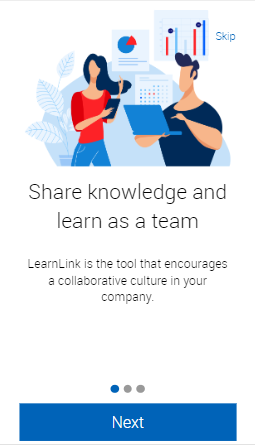 Skip
Share knowledge and
learn as a team
LearnLink is the tool that encourages
a collaborative culture in your
company.
Next